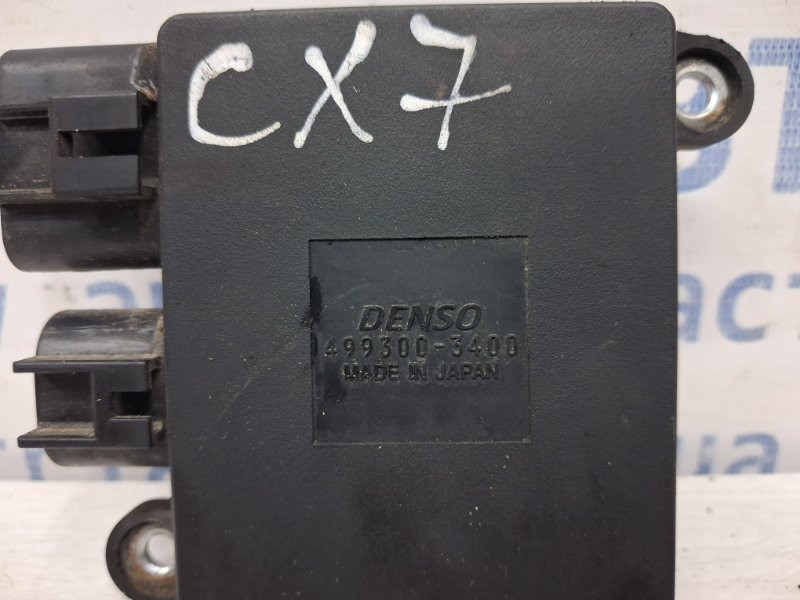 CX7
DENSO
499300-3400
MADE IN JAPAN